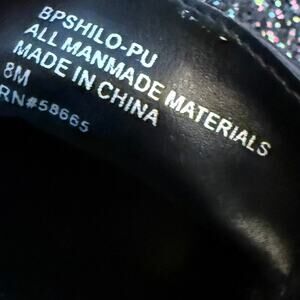 BPSHILO-PU
ALL MANMADE MATERIALS
MADE IN CHINA
8M
RN#58665